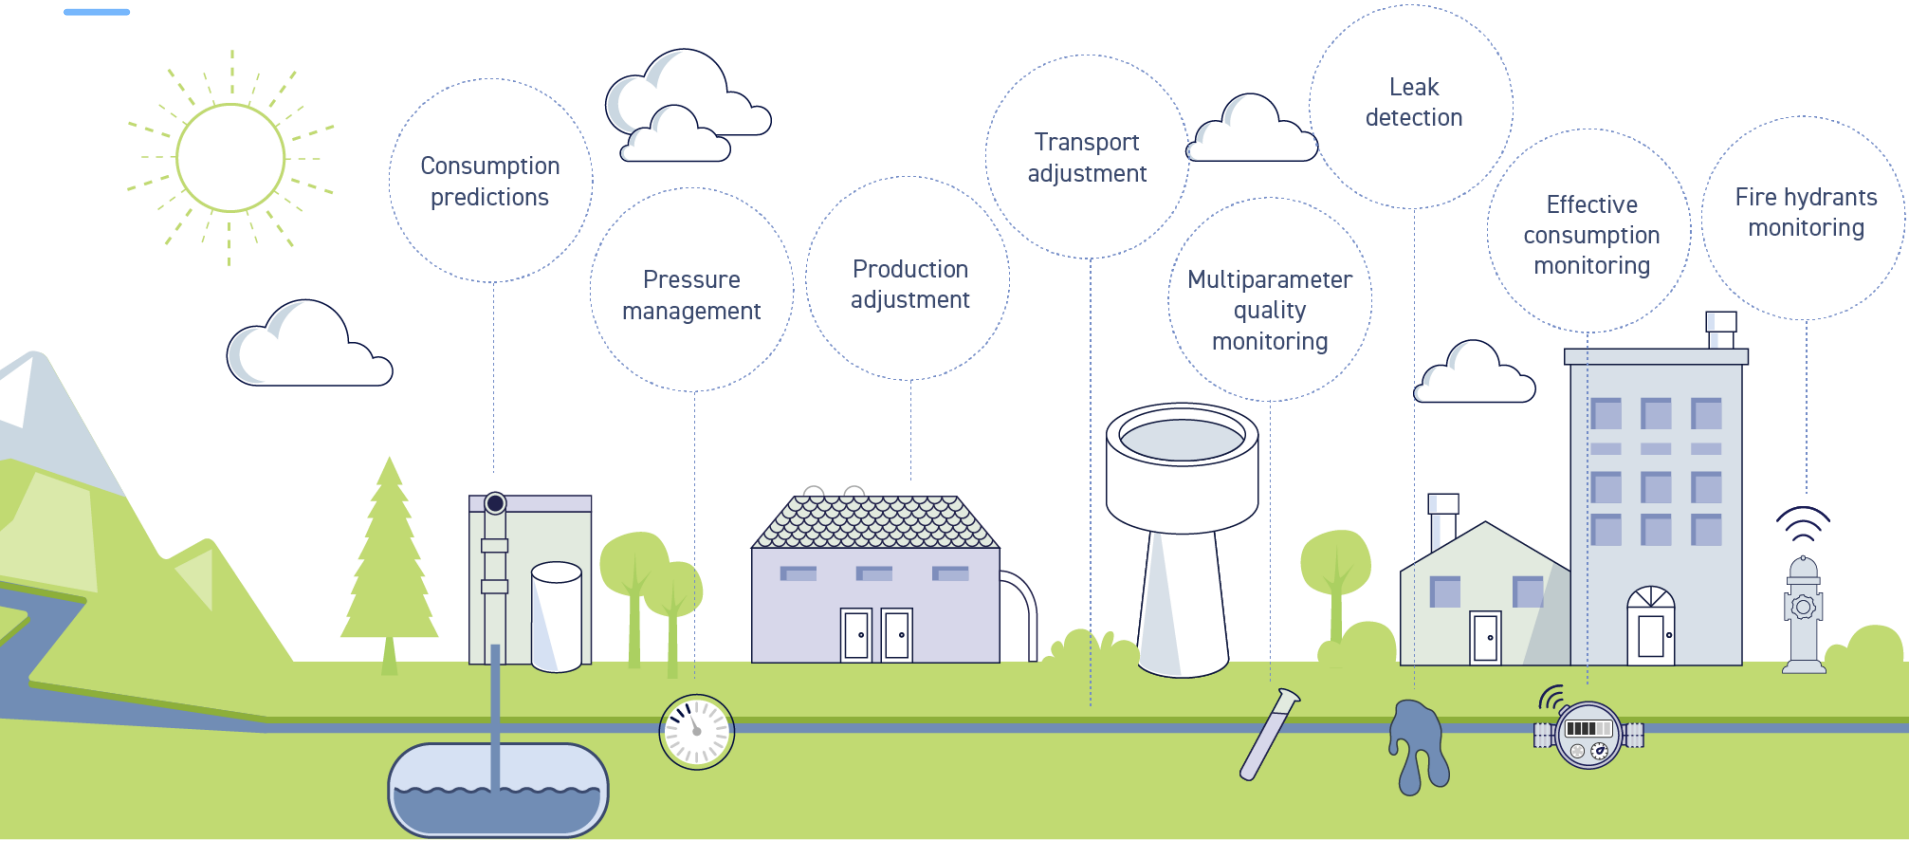 Consumption
predictions
Pressure
management
Production
adjustment
Transport
adjustment
Multiparameter
quality
monitoring
Leak
detection
Effective
consumption
monitoring
Fire hydrants
monitoring